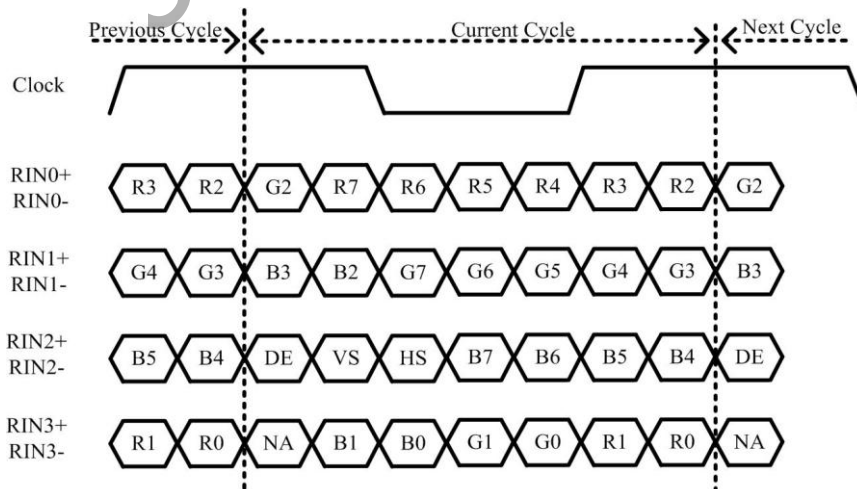 Previous Cycle Current Cycle Next Cycle
Clock
RIN0+
RIN0- R3 R2 G2 R7 R6 R5 R4 R3 R2 G2
RIN1+
RIN1- G4 G3 B3 B2 G7 G6 G5 G4 G3 B3
RIN2+
RIN2- B5 B4 DE VS HS B7 B6 B5 B4 DE
RIN3+
RIN3- R1 R0 NA B1 B0 G1 G0 R1 R0 NA